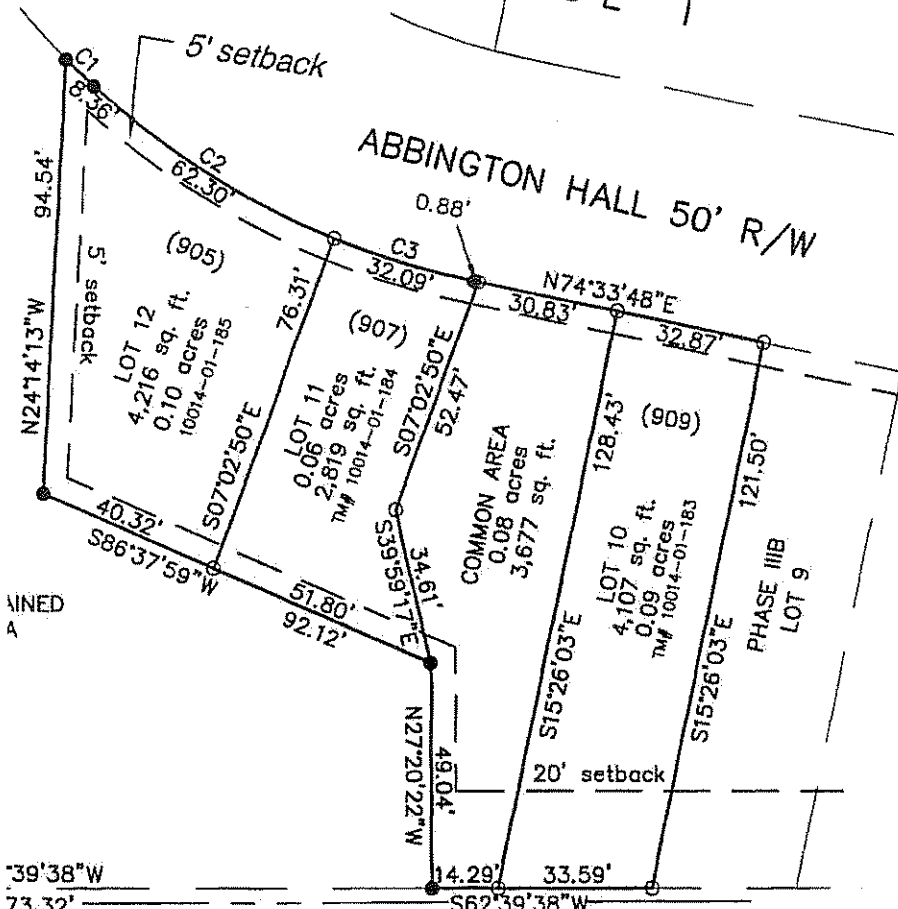 C1
8.36'
5' setback
C2
62.30'
ABBINGTON HALL 50' R/W
0.88'
C3
32.09'
N74°33'48"E
30.83'
32.87'
94.54'
N24°14'13"W
5' setback
(905)
LOT 12
4,216 sq. ft.
0.10 acres
10014-01-185
76.31'
S07°02'50"E
(907)
LOT 11
0.06 acres
2,819 sq. ft.
TM# 10014-01-184
S07°02'50"E
52.47'
S39°59'17"E
34.61'
COMMON AREA
0.08 acres
3,677 sq. ft.
128.43'
S15°26'03"E
(909)
LOT 10
4,107 sq. ft.
0.09 acres
TM# 10014-01-183
121.50'
S15°26'03"E
PHASE IIIB
LOT 9
40.32'
S86°37'59"W
51.80'
92.12'
AINED
A
N27°20'22"W
49.04'
20' setback
°39'38"W
73.32'
14.29'
33.59'
S62°39'38"W